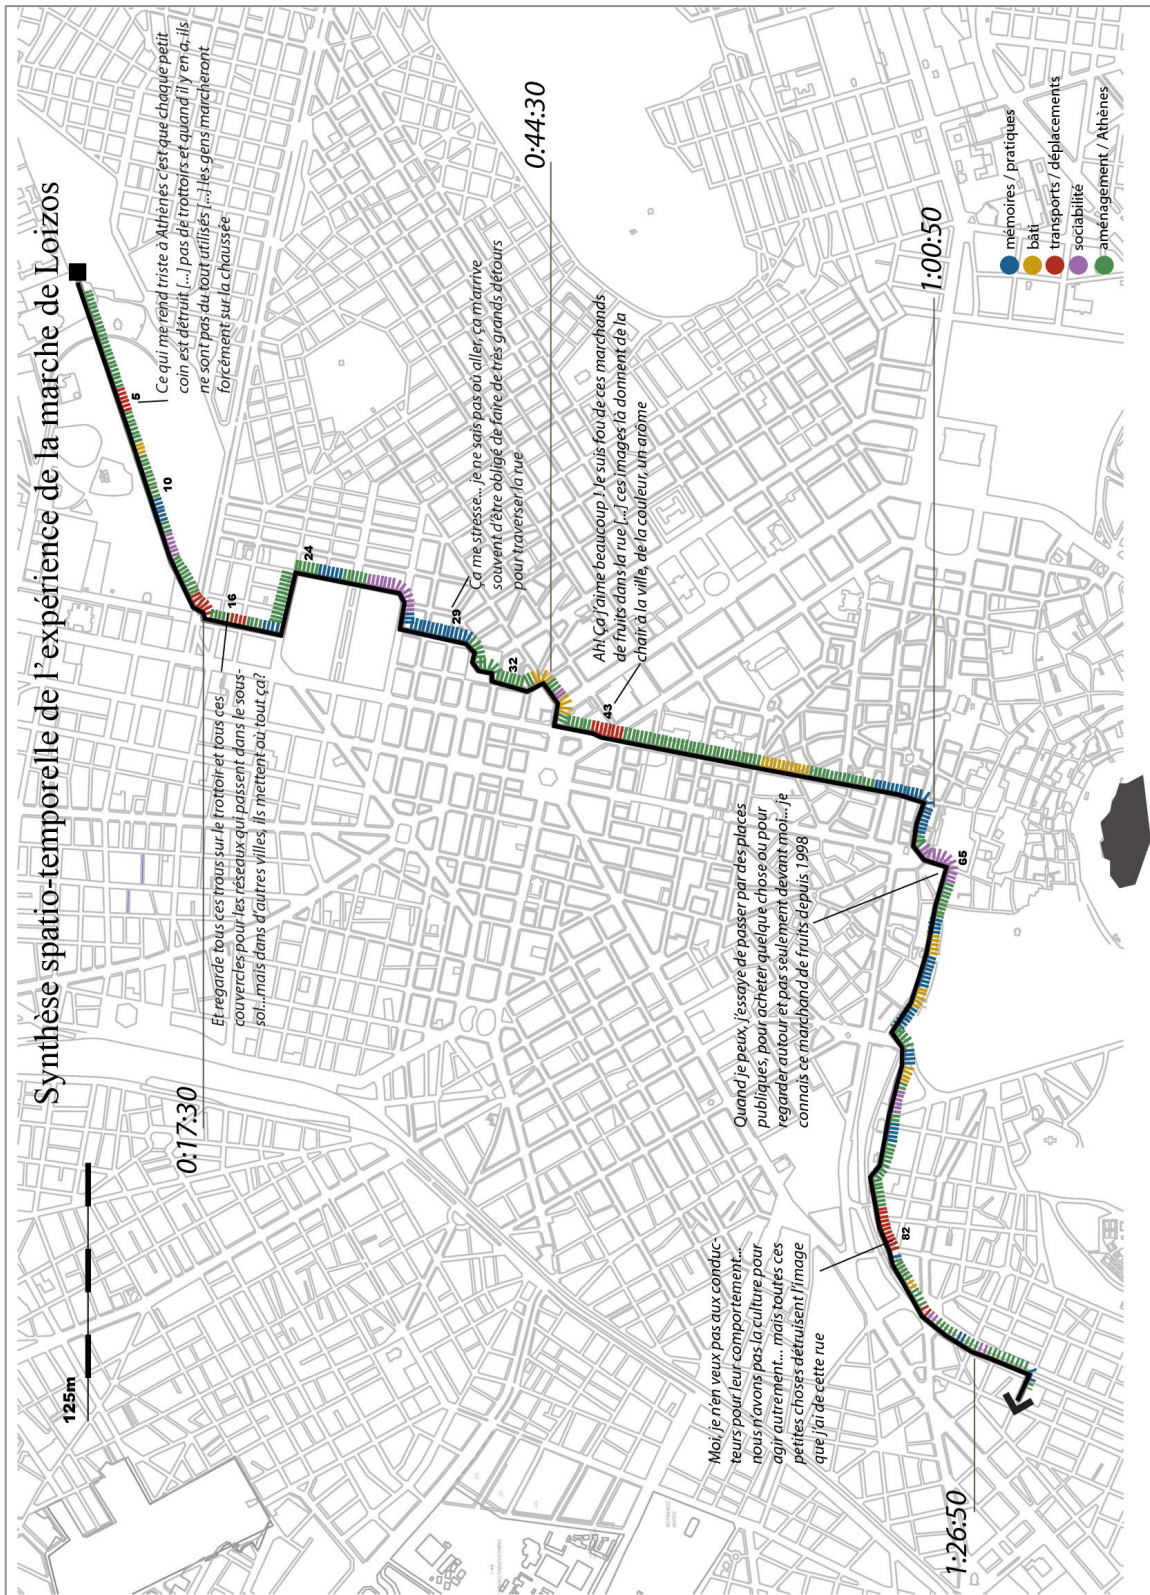 Synthèse spatio-temporelle de l'expérience de la marche de Loizos
125m
0:17:30
0:44:30
1:00:50
1:26:50
Ce qui me rend triste à Athènes c'est que chaque petit
coin est détruit [...] pas de trottoirs et quand il y en a, ils
ne sont pas du tout utilisés [...] les gens marcheront
forcément sur la chaussée
5
10
16
Et regarde tous ces trous sur le trottoir et tous ces
couvercles pour les réseaux qui passent dans le sous-
sol...mais dans d'autres villes, ils mettent où tout ça?
24
29
Ça me stresse... je ne sais pas où aller, ça m'arrive
souvent d'être obligé de faire de très grands détours
pour traverser la rue
32
43
Ah! Ça j'aime beaucoup ! Je suis fou de ces marchands
de fruits dans la rue [...] ces images là donnent de la
chair à la ville, de la couleur, un arôme
65
Quand je peux, j'essaye de passer par des places
publiques, pour acheter quelque chose ou pour
regarder autour et pas seulement devant moi...je
connais ce marchand de fruits depuis 1998
82
Moi, je n'en veux pas aux conduc-
teurs pour leur comportement...
nous n'avons pas la culture pour
agir autrement... mais toutes ces
petites choses détruisent l'image
que j'ai de cette rue
mémoires / pratiques
bâti
transports / déplacements
sociabilité
aménagement / Athènes